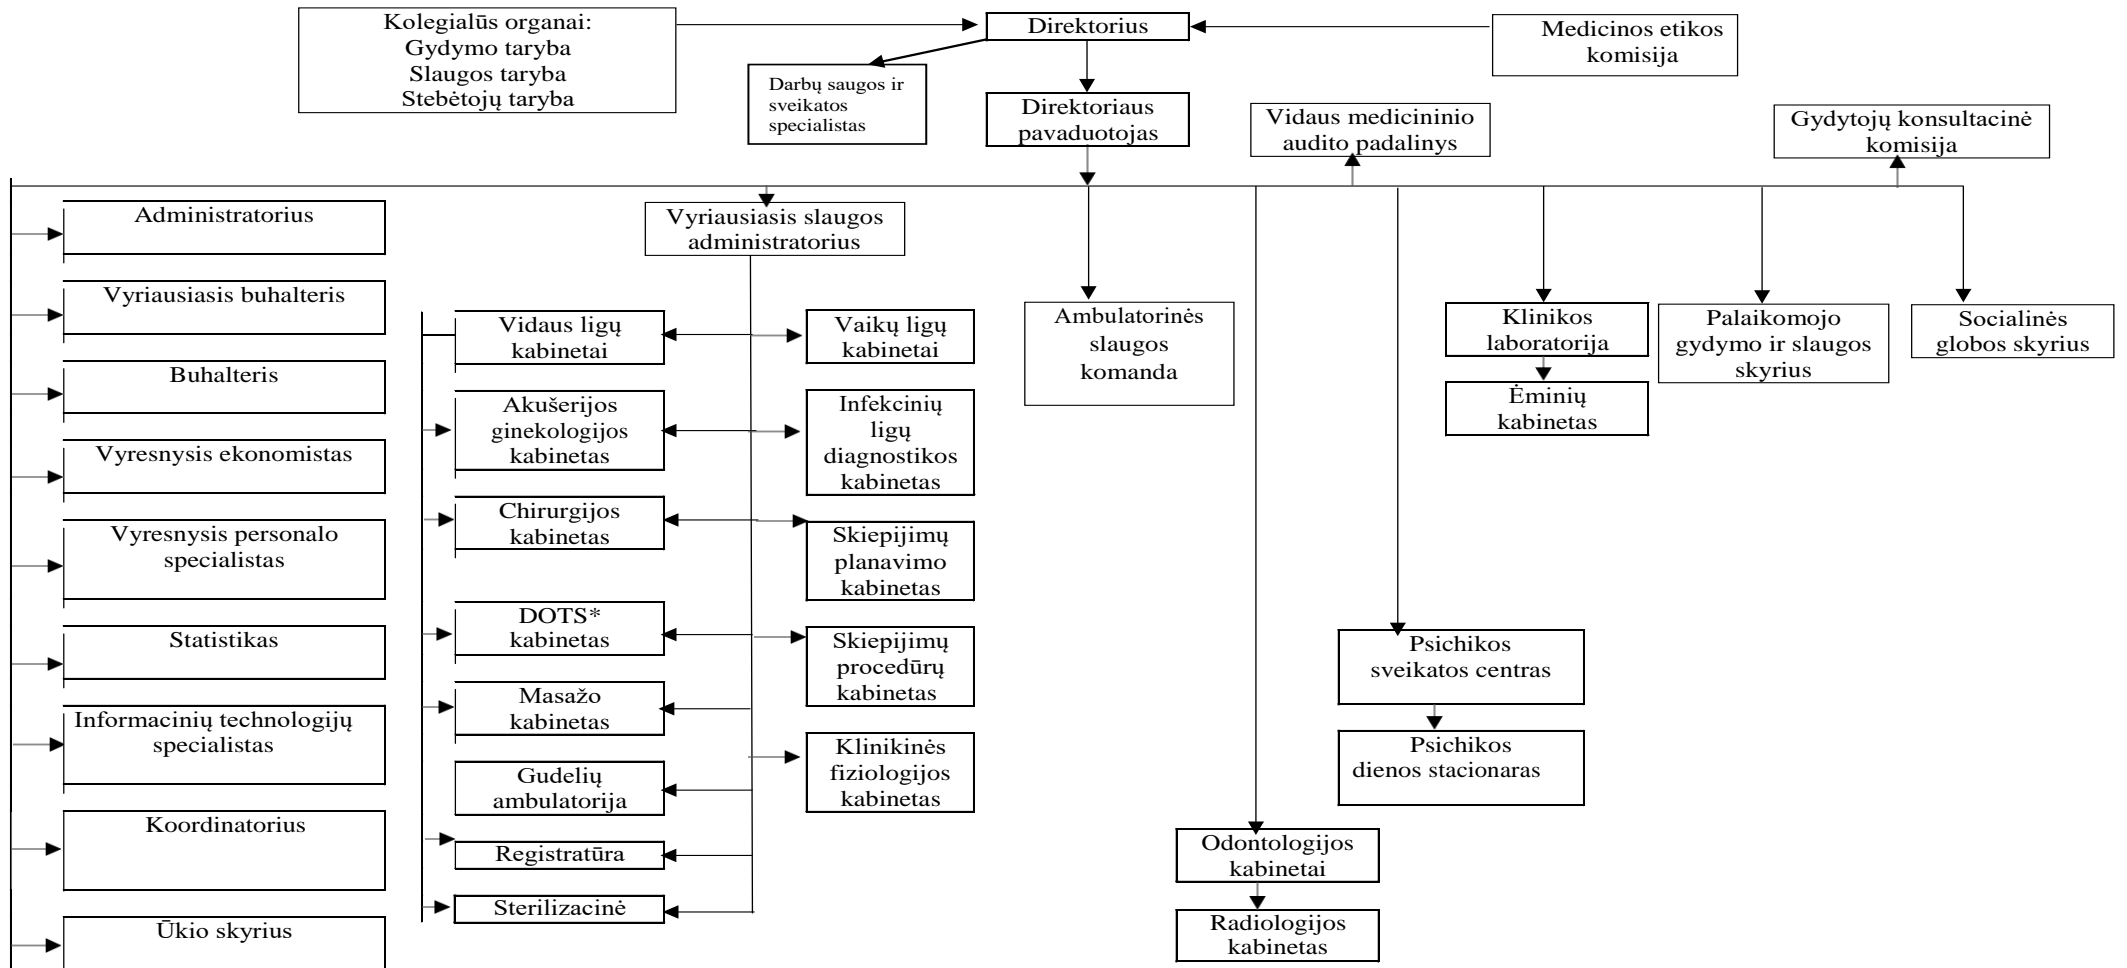 Kolegialūs organai:
Gydymo taryba
Slaugos taryba
Stebėtojų taryba
Direktorius
Medicinos etikos
komisija
Darbų saugos ir
sveikatos
specialistas
Direktoriaus
pavaduotojas
Vidaus medicininio
audito padalinys
Gydytojų konsultacinė
komisija
Administratorius
Vyriausiasis buhalteris
Buhalteris
Vyresnysis ekonomistas
Vyresnysis personalo
specialistas
Statistikas
Informacinių technologijų
specialistas
Koordinatorius
Ūkio skyrius
Vyriausiasis slaugos
administratorius
Vidaus ligų
kabinetai
Akušerijos
ginekologijos
kabinetas
Chirurgijos
kabinetas
DOTS*
kabinetas
Masažo
kabinetas
Gudelių
ambulatorija
Registratūra
Sterilizacinė
Vaikų ligų
kabinetai
Infekcinių
ligų
diagnostikos
kabinetas
Skiepijimų
planavimo
kabinetas
Skiepijimų
procedūrų
kabinetas
Klinikinės
fiziologijos
kabinetas
Ambulatorinės
slaugos
komanda
Odontologijos
kabinetai
Radiologijos
kabinetas
Psichikos
sveikatos centras
Psichikos
dienos stacionaras
Klinikos
laboratorija
Ėminių
kabinetas
Palaikomojo
gydymo ir slaugos
skyrius
Socialinės
globos skyrius